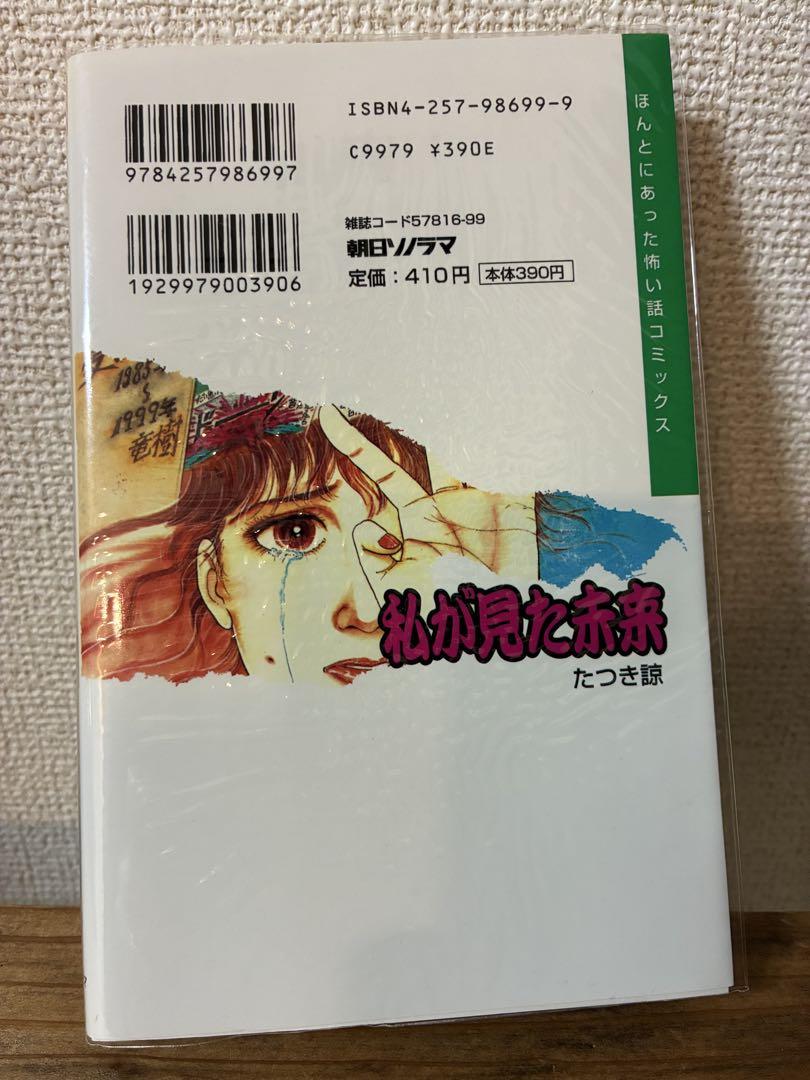 ISBN4-257-98699-9
C9979 ¥390E
9784257986997
雑誌コード57816-99
朝日ソノラマ
定価：410円 本体390円
1929979003906
ほんとにあった怖い話コミックス
1985〜
1999年
竜樹
ドーン
私が見た未来
たつき諒